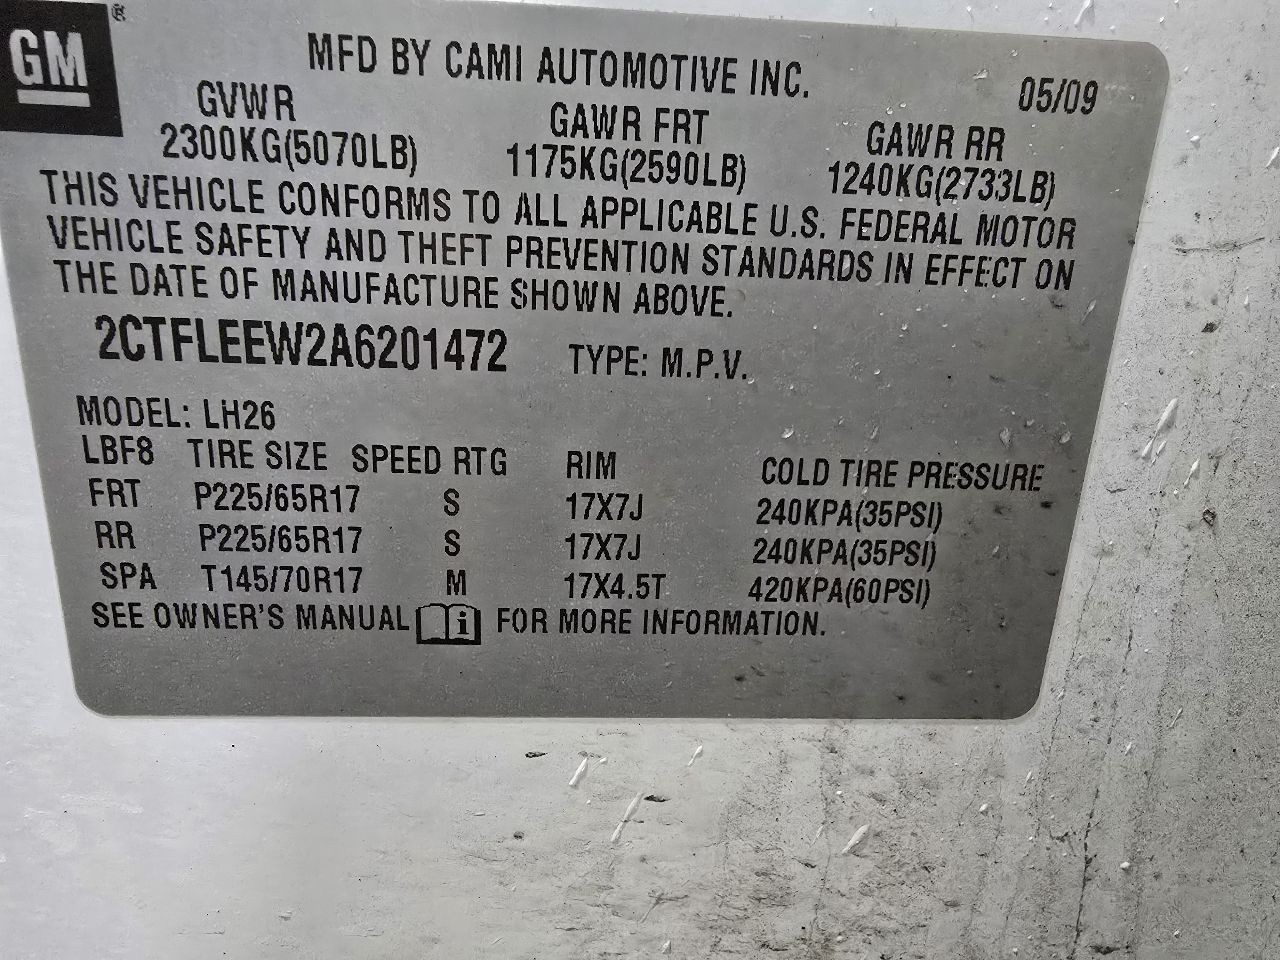 GM®
MFD BY CAMI AUTOMOTIVE INC.
05/09
GVWR GAWR FRT GAWR RR
2300KG(5070LB) 1175KG(2590LB) 1240KG(2733LB)
THIS VEHICLE CONFORMS TO ALL APPLICABLE U.S. FEDERAL MOTOR
VEHICLE SAFETY AND THEFT PREVENTION STANDARDS IN EFFECT ON
THE DATE OF MANUFACTURE SHOWN ABOVE.
2CTFLEEW2A6201472 TYPE: M.P.V.
MODEL: LH26
LBF8 TIRE SIZE SPEED RTG RIM COLD TIRE PRESSURE
FRT P225/65R17 S 17X7J 240KPA(35PSI)
RR P225/65R17 S 17X7J 240KPA(35PSI)
SPA T145/70R17 M 17X4.5T 420KPA(60PSI)
SEE OWNER'S MANUAL i FOR MORE INFORMATION.